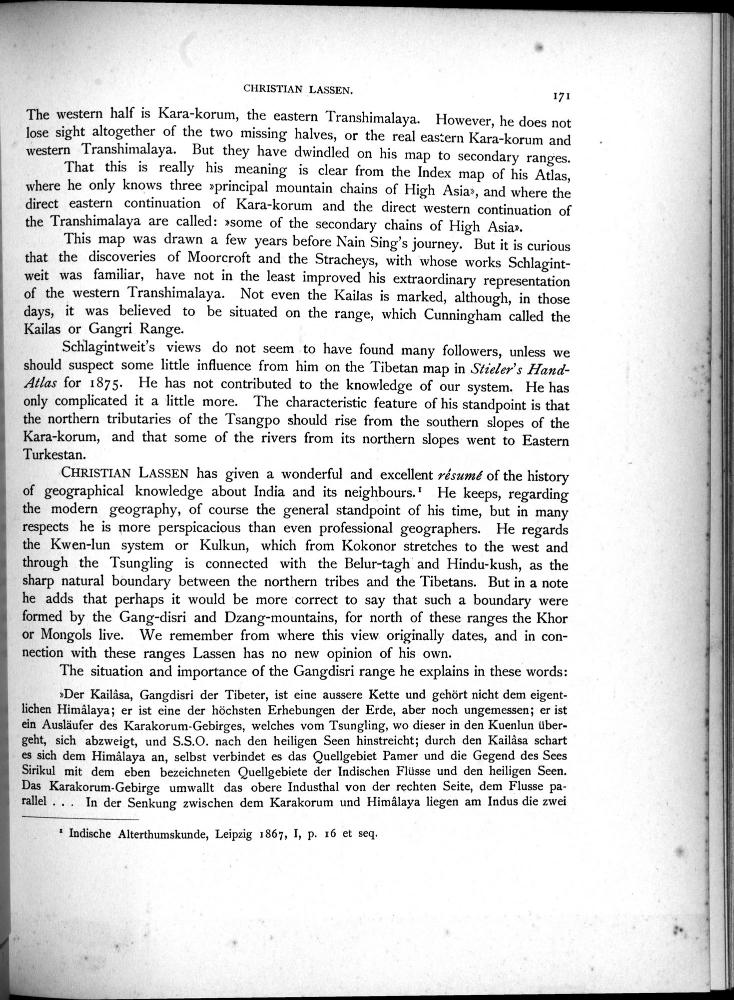 CHRISTIAN LASSEN.
171
The western half is Kara-korum, the eastern Transhimalaya. However, he does not
lose sight altogether of the two missing halves, or the real eastern Kara-korum and
western Transhimalaya. But they have dwindled on his map to secondary ranges.
That this is really his meaning is clear from the Index map of his Atlas,
where he only knows three »principal mountain chains of High Asia», and where the
direct eastern continuation of Kara-korum and the direct western continuation of
the Transhimalaya are called: »some of the secondary chains of High Asia».
This map was drawn a few years before Nain Sing's journey. But it is curious
that the discoveries of Moorcroft and the Stracheys, with whose works Schlagint-
weit was familiar, have not in the least improved his extraordinary representation
of the western Transhimalaya. Not even the Kailas is marked, although, in those
days, it was believed to be situated on the range, which Cunningham called the
Kailas or Gangri Range.
Schlagintweit's views do not seem to have found many followers, unless we
should suspect some little influence from him on the Tibetan map in Stieler's Hand-
Atlas for 1875. He has not contributed to the knowledge of our system. He has
only complicated it a little more. The characteristic feature of his standpoint is that
the northern tributaries of the Tsangpo should rise from the southern slopes of the
Kara-korum, and that some of the rivers from its northern slopes went to Eastern
Turkestan.
CHRISTIAN LASSEN has given a wonderful and excellent résumé of the history
of geographical knowledge about India and its neighbours.¹ He keeps, regarding
the modern geography, of course the general standpoint of his time, but in many
respects he is more perspicacious than even professional geographers. He regards
the Kwen-lun system or Kulkun, which from Kokonor stretches to the west and
through the Tsungling is connected with the Belur-tagh and Hindu-kush, as the
sharp natural boundary between the northern tribes and the Tibetans. But in a note
he adds that perhaps it would be more correct to say that such a boundary were
formed by the Gang-disri and Dzang-mountains, for north of these ranges the Khor
or Mongols live. We remember from where this view originally dates, and in con-
nection with these ranges Lassen has no new opinion of his own.
The situation and importance of the Gangdisri range he explains in these words:
»Der Kailâsa, Gangdisri der Tibeter, ist eine aussere Kette und gehört nicht dem eigent-
lichen Himâlaya; er ist eine der höchsten Erhebungen der Erde, aber noch ungemessen; er ist
ein Ausläufer des Karakorum-Gebirges, welches vom Tsungling, wo dieser in den Kuenlun über-
geht, sich abzweigt, und S.S.O. nach den heiligen Seen hinstreicht; durch den Kailâsa schart
es sich dem Himâlaya an, selbst verbindet es das Quellgebiet Pamer und die Gegend des Sees
Sirikul mit dem eben bezeichneten Quellgebiete der Indischen Flüsse und den heiligen Seen.
Das Karakorum-Gebirge umwallt das obere Industhal von der rechten Seite, dem Flusse pa-
rallel . . . In der Senkung zwischen dem Karakorum und Himâlaya liegen am Indus die zwei
¹ Indische Alterthumskunde, Leipzig 1867, I, p. 16 et seq.